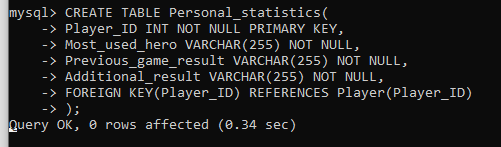 mysql> CREATE TABLE Personal_statistics(
    -> Player_ID INT NOT NULL PRIMARY KEY,
    -> Most_used_hero VARCHAR(255) NOT NULL,
    -> Previous_game_result VARCHAR(255) NOT NULL,
    -> Additional_result VARCHAR(255) NOT NULL,
    -> FOREIGN KEY(Player_ID) REFERENCES Player(Player_ID)
    -> );
Query OK, 0 rows affected (0.34 sec)